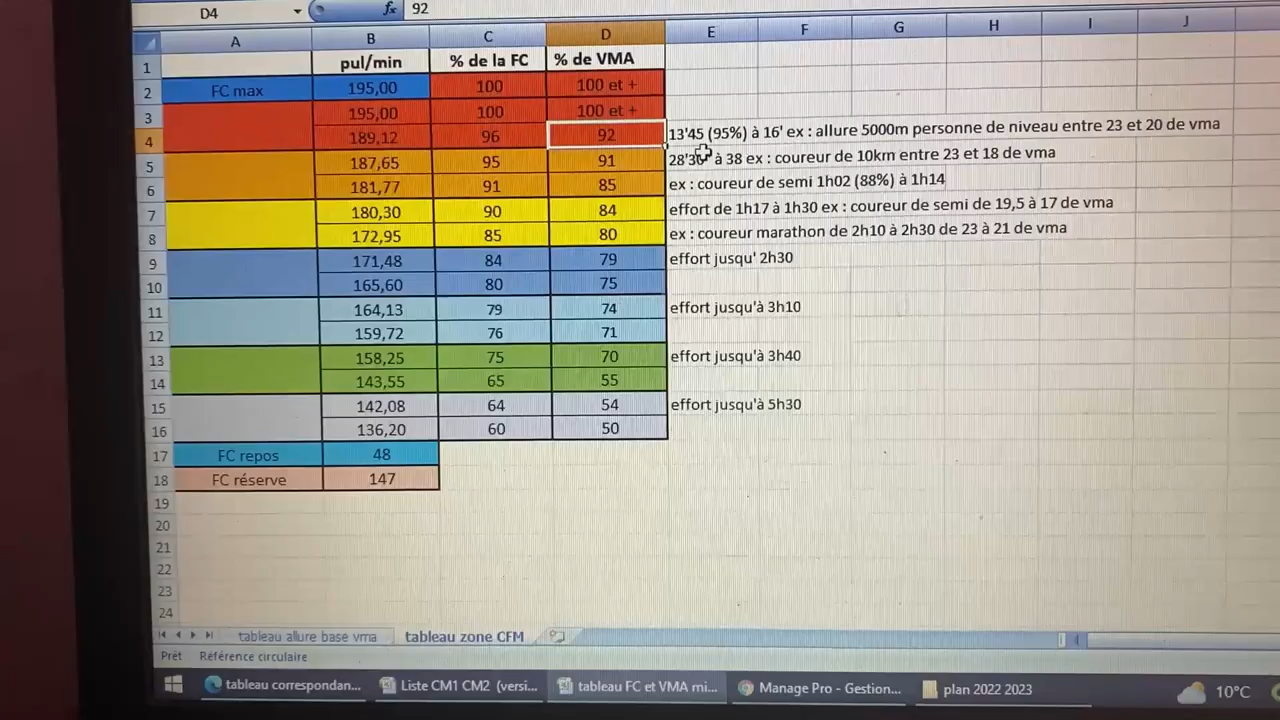 D4 fx 92
A B C D E F G H I J
1 pul/min % de la FC % de VMA
2 FC max 195,00 100 100 et +
3 195,00 100 100 et +
4 189,12 96 92 13'45 (95%) à 16' ex : allure 5000m personne de niveau entre 23 et 20 de vma
5 187,65 95 91 à 38 ex : coureur de 10km entre 23 et 18 de vma
6 181,77 91 85 ex : coureur de semi 1h02 (88%) à 1h14
7 180,30 90 84 effort de 1h17 à 1h30 ex : coureur de semi de 19,5 à 17 de vma
8 172,95 85 80 ex : coureur marathon de 2h10 à 2h30 de 23 à 21 de vma
9 171,48 84 79 effort jusqu' 2h30
10 165,60 80 75
11 164,13 79 74 effort jusqu'à 3h10
12 159,72 76 71
13 158,25 75 70 effort jusqu'à 3h40
14 143,55 65 55
15 142,08 64 54 effort jusqu'à 5h30
16 136,20 60 50
17 FC repos 48
18 FC réserve 147
19
20
21
22
23
24
tableau allure base vma tableau zone CFM
Prêt Référence circulaire
tableau correspondan... Liste CM1 CM2 (versi... tableau FC et VMA mi... Manage Pro - Gestion... plan 2022 2023 10°C